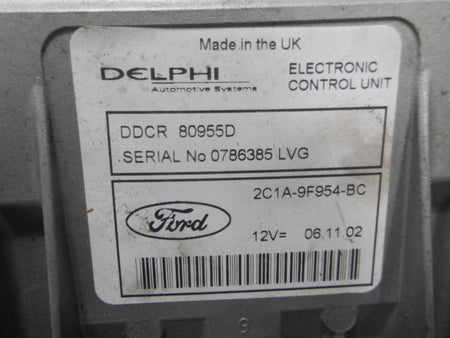 Made in the UK
DELPHI
Automotive Systems
ELECTRONIC
CONTROL UNIT
DDCR 80955D
SERIAL No 0786385 LVG
2C1A-9F954-BC
Ford
12V= 06.11.02
9